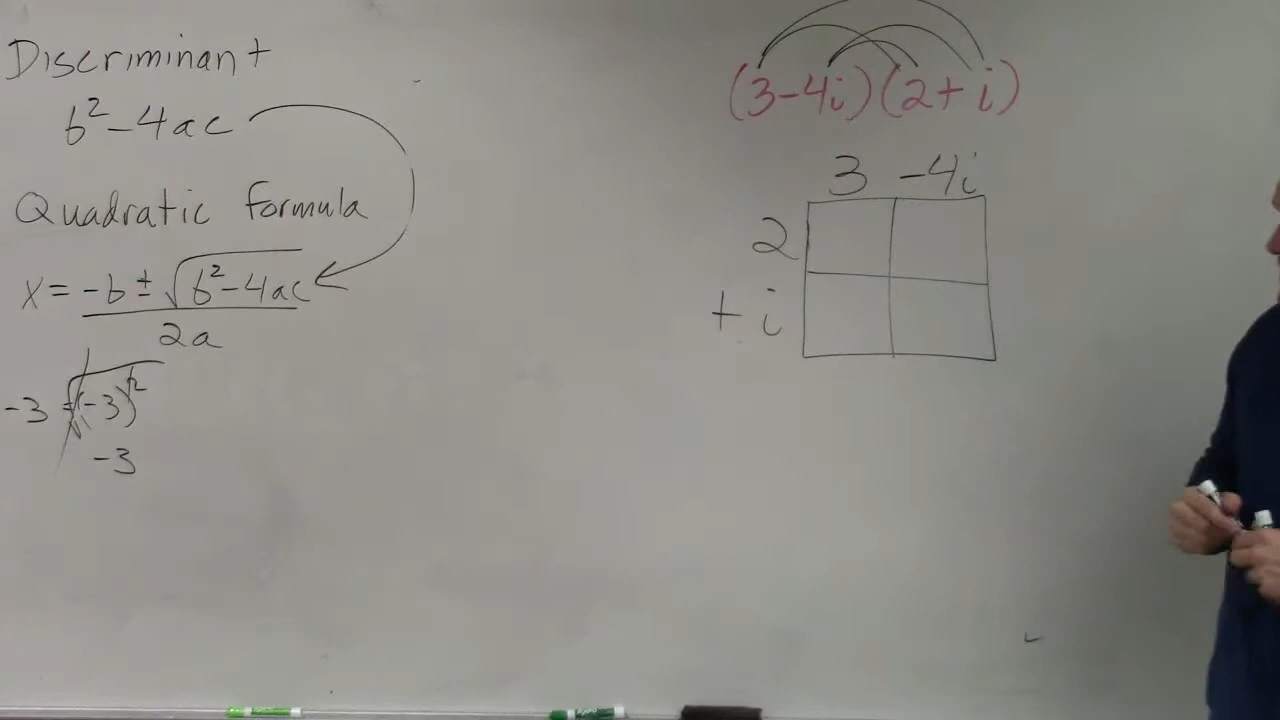 Discriminant
b²-4ac
Quadratic formula
x = -b ± √b²-4ac
2a
-3 √(-3)²
-3
(3-4i)(2+i)
3 -4i
2
+ i